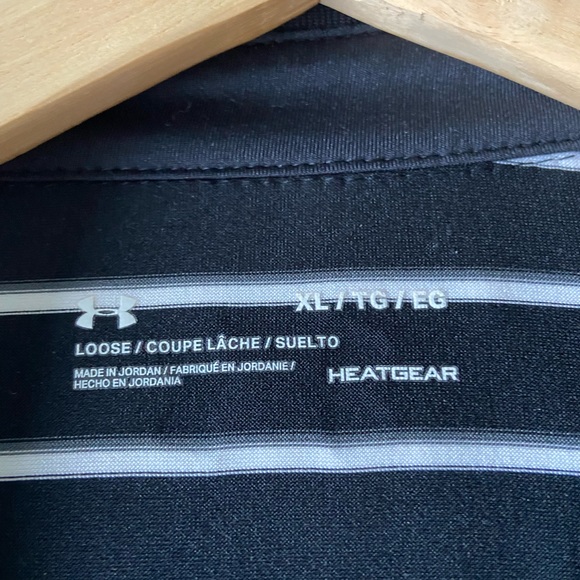 XL / TG / EG
LOOSE / COUPE LÂCHE / SUELTO
MADE IN JORDAN / FABRIQUÉ EN JORDANIE /
HECHO EN JORDANIA
HEATGEAR